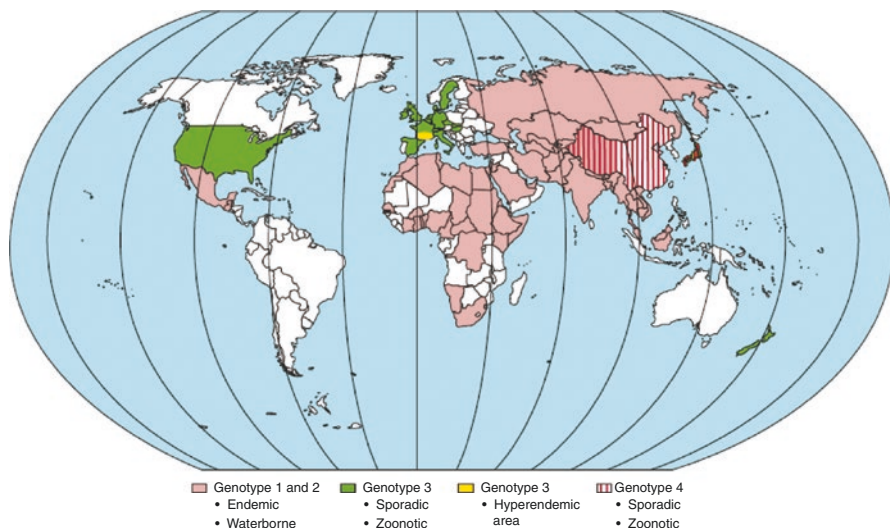 Genotype 1 and 2
• Endemic
• Waterborne
Genotype 3
• Sporadic
• Zoonotic
Genotype 3
• Hyperendemic
area
Genotype 4
• Sporadic
• Zoonotic